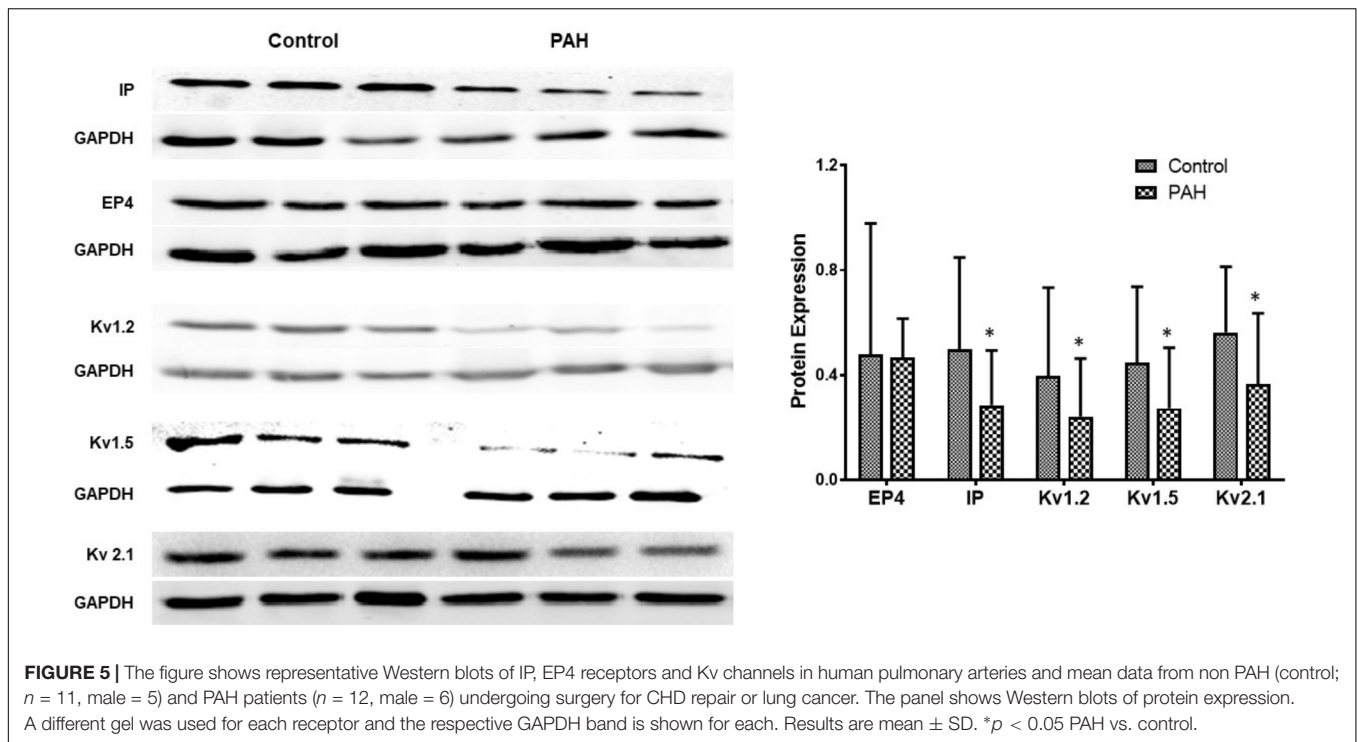 Control PAH
IP
GAPDH
EP4
GAPDH
Kv1.2
GAPDH
Kv1.5
GAPDH
Kv 2.1
GAPDH
Protein Expression
1.2
0.8
0.4
0.0
Control
PAH
* * * *
EP4 IP Kv1.2 Kv1.5 Kv2.1
FIGURE 5 | The figure shows representative Western blots of IP, EP4 receptors and Kv channels in human pulmonary arteries and mean data from non PAH (control;
n = 11, male = 5) and PAH patients (n = 12, male = 6) undergoing surgery for CHD repair or lung cancer. The panel shows Western blots of protein expression.
A different gel was used for each receptor and the respective GAPDH band is shown for each. Results are mean ± SD. *p < 0.05 PAH vs. control.